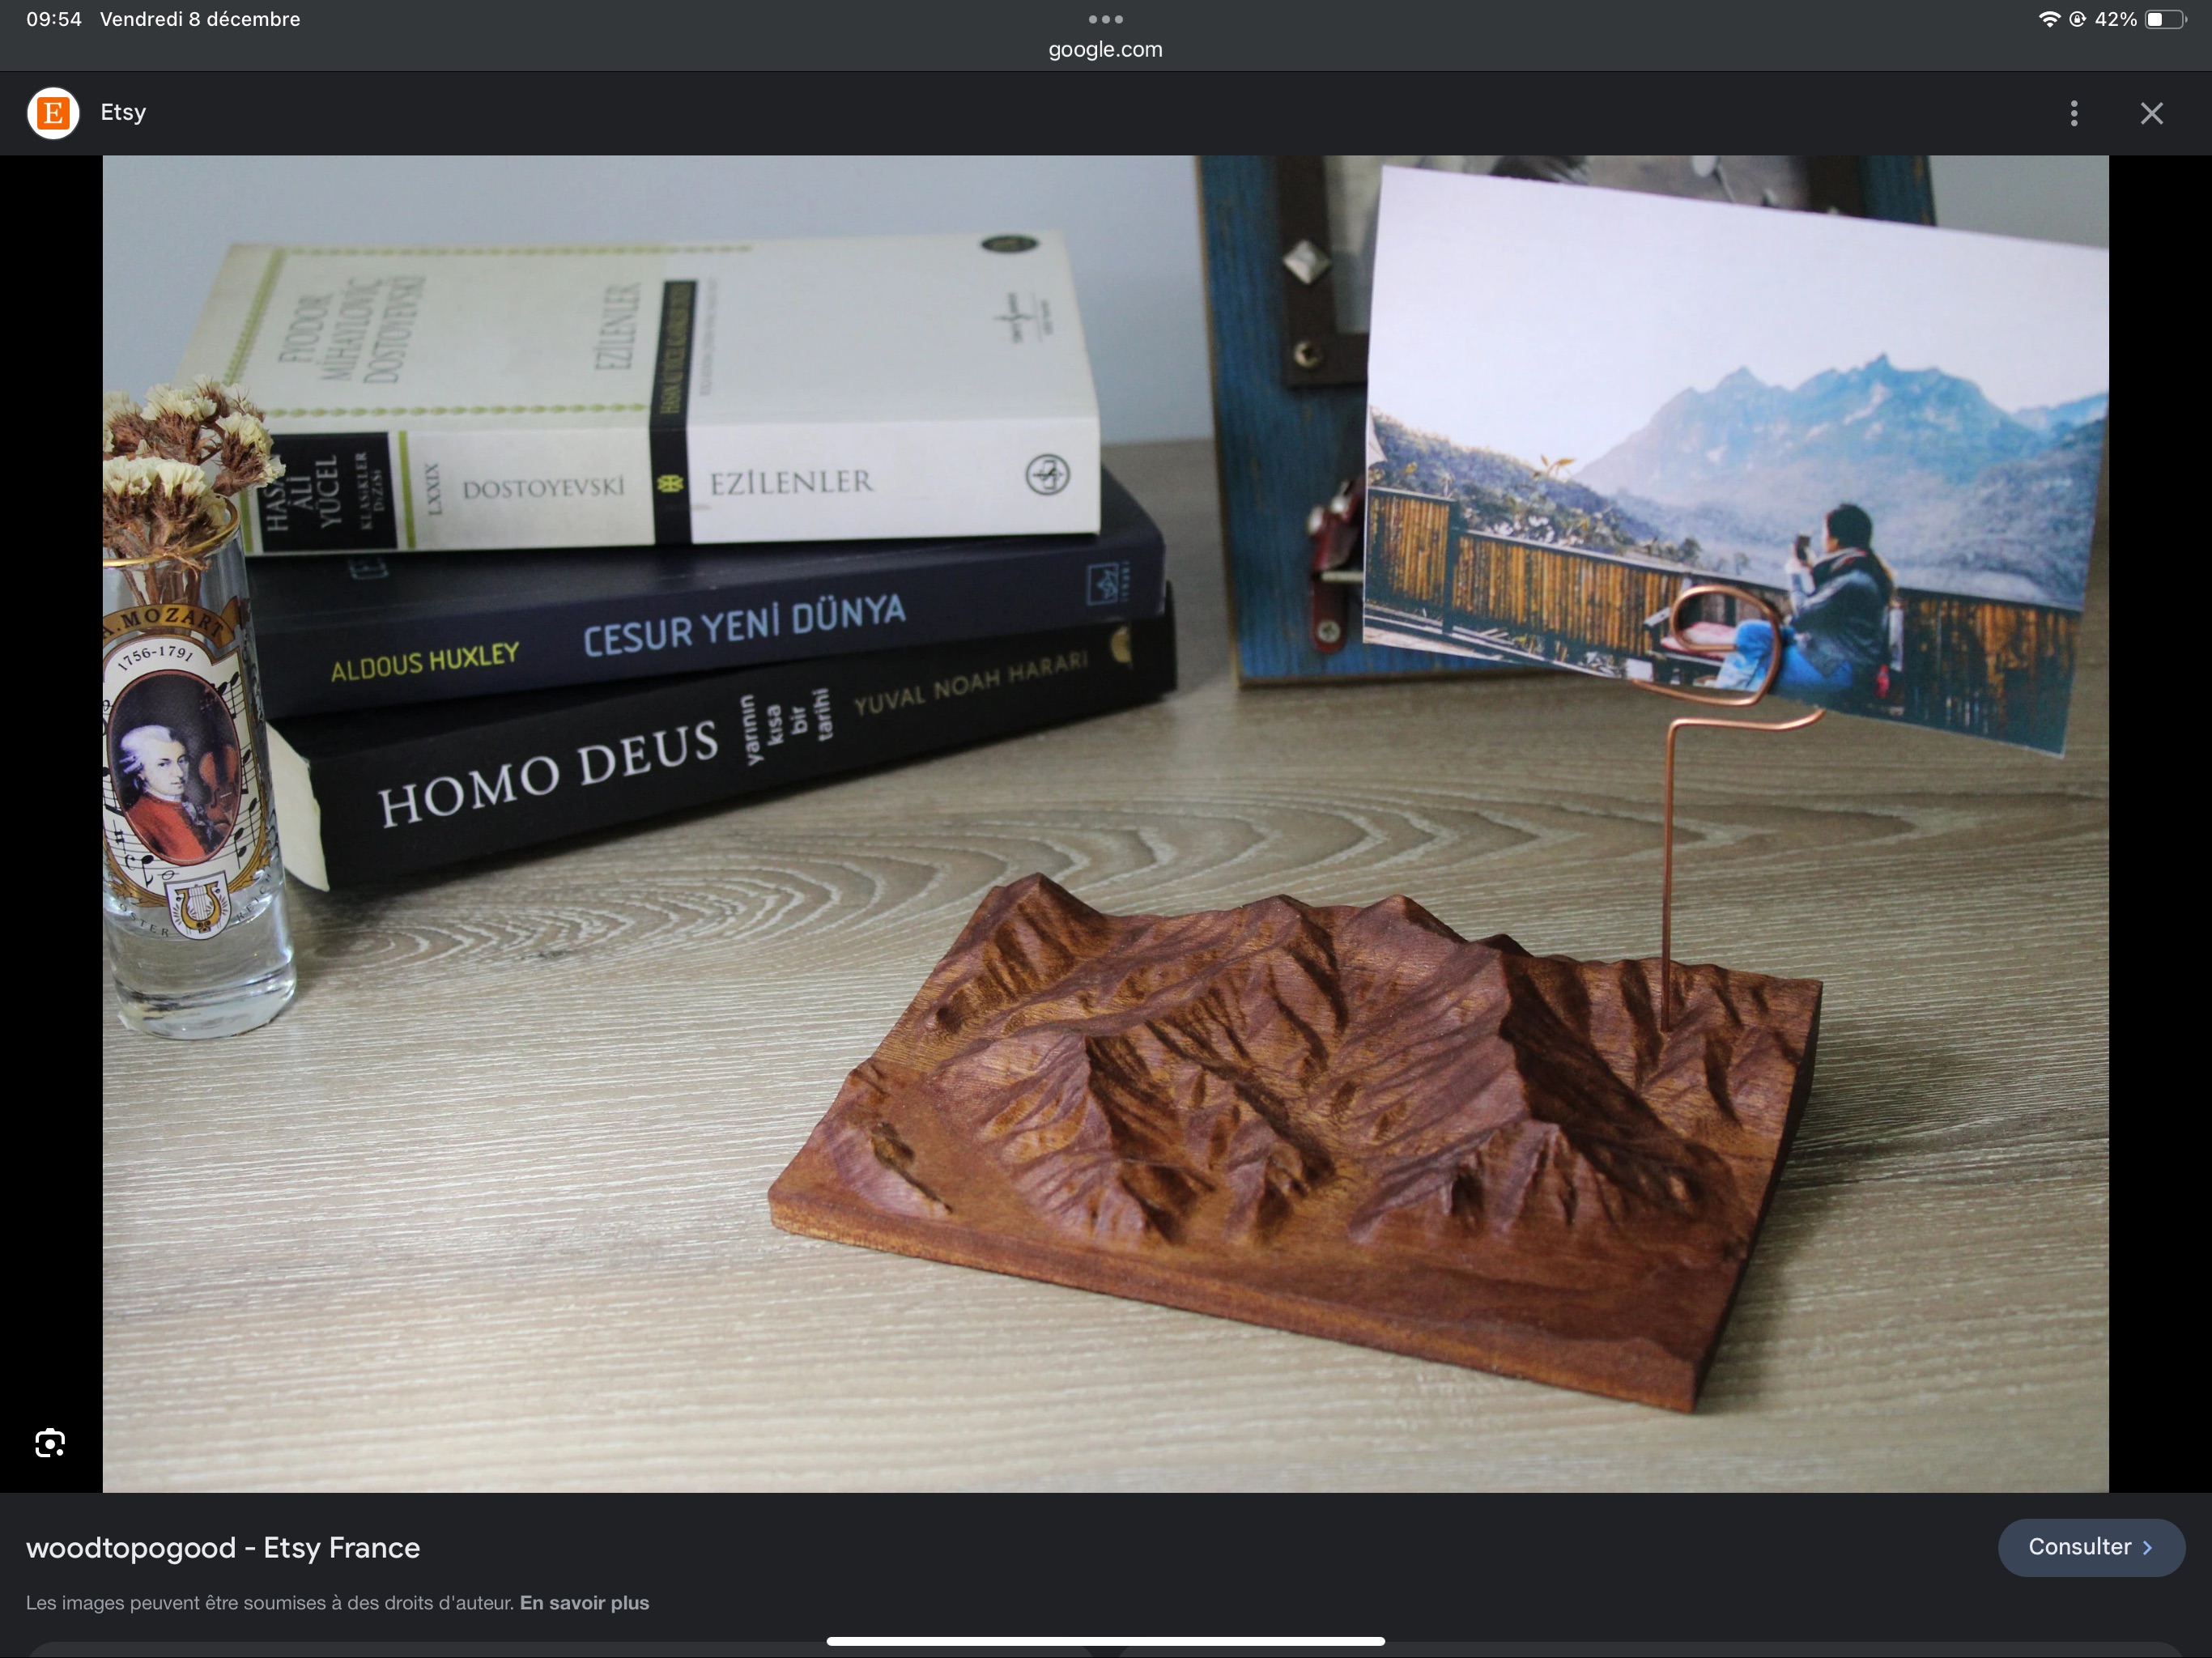 09:54 Vendredi 8 décembre
42%
google.com
Etsy
FYODOR
MİHAYLOVİÇ
DOSTOYEVSKİ
EZİLENLER
HASAN
ÂLİ
YÜCEL
KLASİKLER
DİZİSİ
LXXIX
DOSTOYEVSKİ
EZİLENLER
ALDOUS HUXLEY
CESUR YENİ DÜNYA
İTHAKİ
HOMO DEUS
yarının
kısa
bir
tarihi
YUVAL NOAH HARARI
A.MOZART
1756-1791
woodtopogood - Etsy France
Consulter
Les images peuvent être soumises à des droits d'auteur. En savoir plus